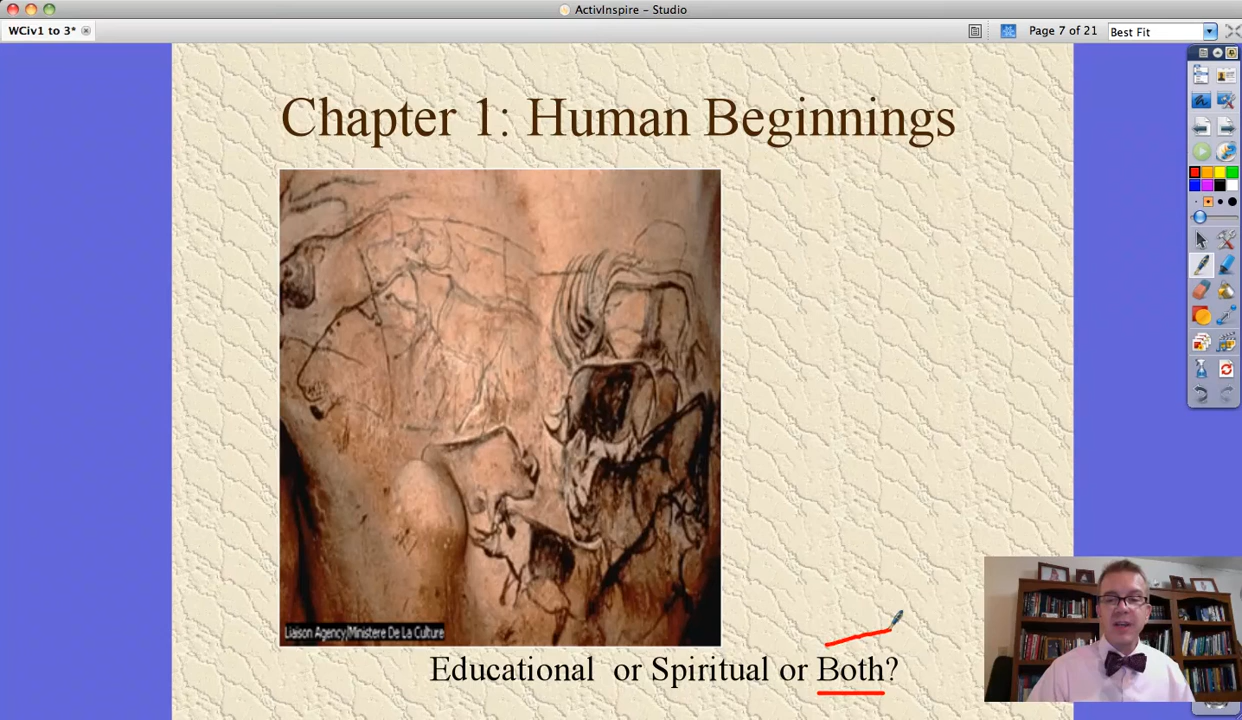 ActivInspire – Studio
WCiv1 to 3*
Page 7 of 21
Best Fit
Chapter 1: Human Beginnings
Liaison Agency/Ministere De La Culture
Educational or Spiritual or Both?